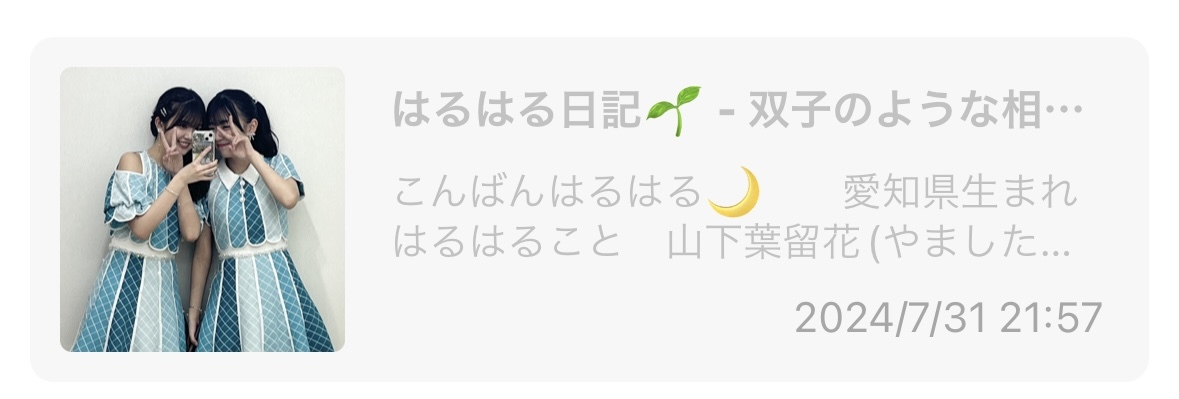 はるはる日記🌱 - 双子のような相…
こんばんはるはる🌙　　愛知県生まれ
はるはること　山下葉留花(やました...
2024/7/31 21:57